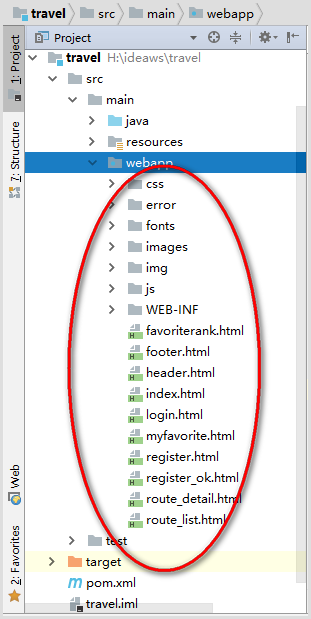 travel src main webapp
1: Project
7: Structure
Web
2: Favorites
Project
travel H:\ideaws\travel
src
main
java
resources
webapp
css
error
fonts
images
img
js
WEB-INF
favoriterank.html
footer.html
header.html
index.html
login.html
myfavorite.html
register.html
register_ok.html
route_detail.html
route_list.html
test
target
pom.xml
travel.iml